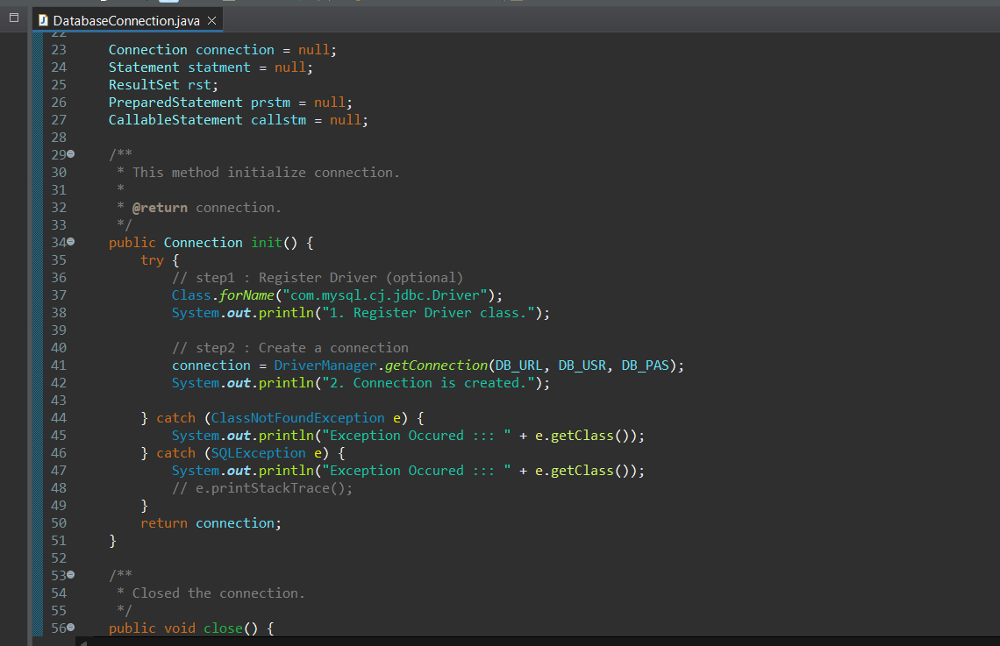 DatabaseConnection.java
22
23 Connection connection = null;
24 Statement statment = null;
25 ResultSet rst;
26 PreparedStatement prstm = null;
27 CallableStatement callstm = null;
28
29 /**
30 * This method initialize connection.
31 *
32 * @return connection.
33 */
34 public Connection init() {
35 try {
36 // step1 : Register Driver (optional)
37 Class.forName("com.mysql.cj.jdbc.Driver");
38 System.out.println("1. Register Driver class.");
39
40 // step2 : Create a connection
41 connection = DriverManager.getConnection(DB_URL, DB_USR, DB_PAS);
42 System.out.println("2. Connection is created.");
43
44 } catch (ClassNotFoundException e) {
45 System.out.println("Exception Occured ::: " + e.getClass());
46 } catch (SQLException e) {
47 System.out.println("Exception Occured ::: " + e.getClass());
48 // e.printStackTrace();
49 }
50 return connection;
51 }
52
53 /**
54 * Closed the connection.
55 */
56 public void close() {